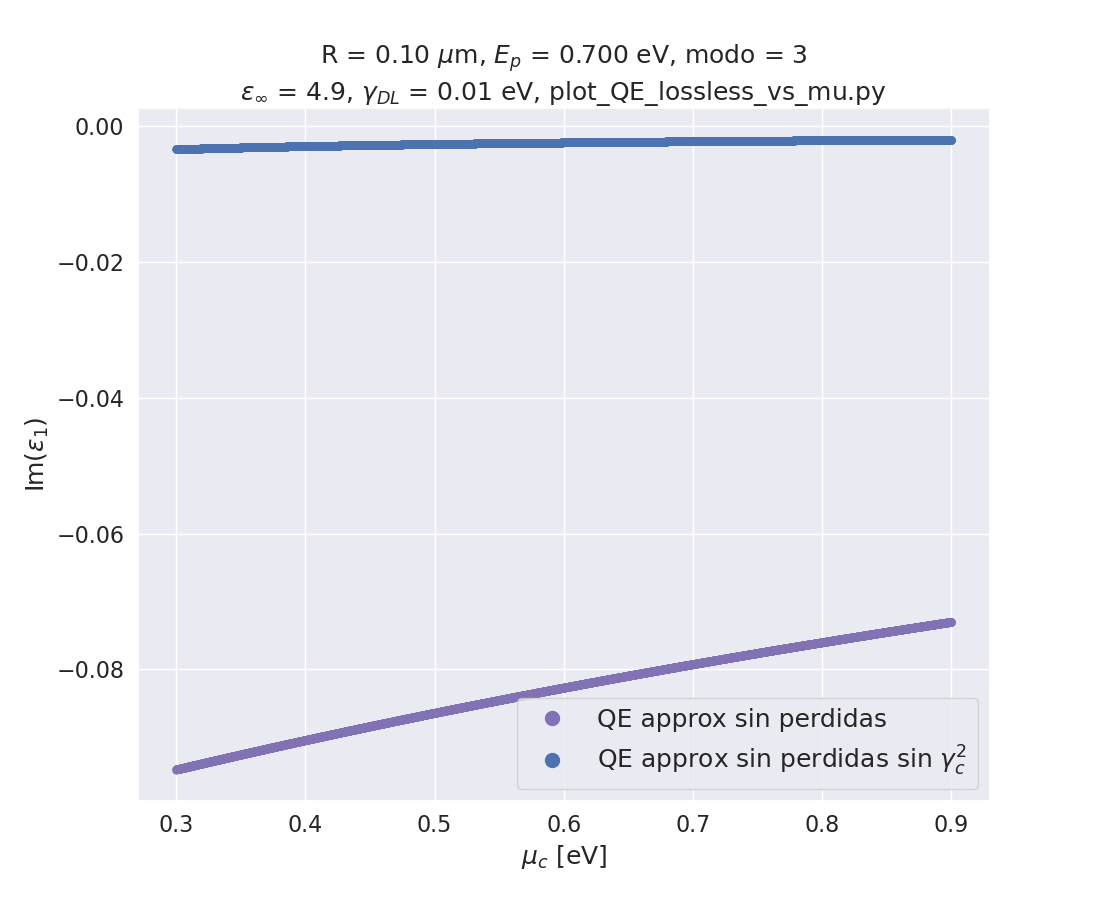 R = 0.10 μm, E_p = 0.700 eV, modo = 3
ε_∞ = 4.9, γ_DL = 0.01 eV, plot_QE_lossless_vs_mu.py
0.00
−0.02
−0.04
−0.06
−0.08
Im(ε₁)
QE approx sin perdidas
QE approx sin perdidas sin γ_c^2
0.3 0.4 0.5 0.6 0.7 0.8 0.9
μ_c [eV]